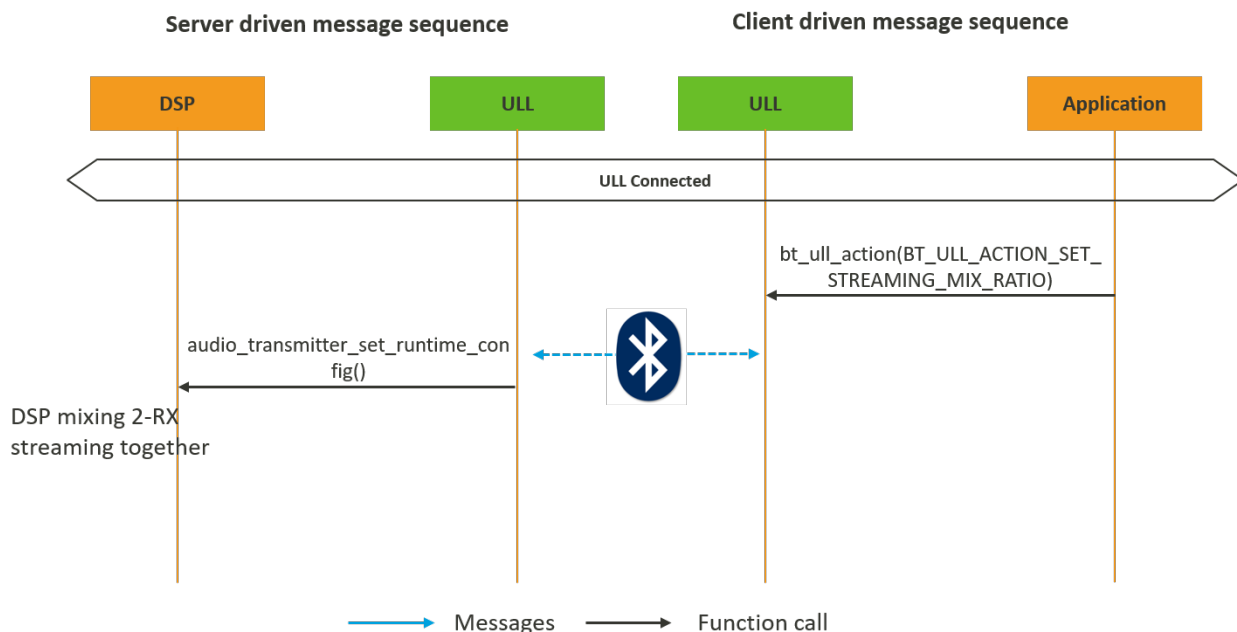 Server driven message sequence
Client driven message sequence
DSP
ULL
ULL
Application
ULL Connected
bt_ull_action(BT_ULL_ACTION_SET_
STREAMING_MIX_RATIO)
audio_transmitter_set_runtime_con
fig()
DSP mixing 2-RX
streaming together
Messages
Function call